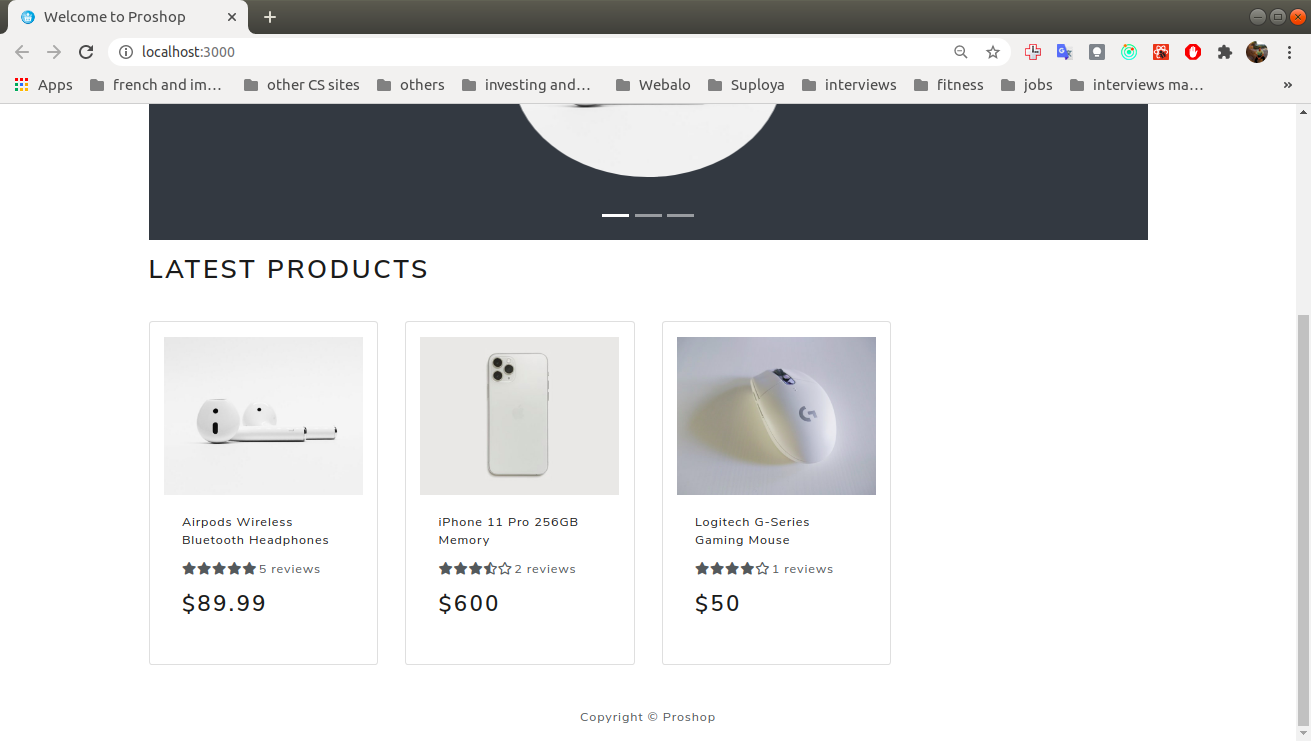 Welcome to Proshop
localhost:3000
Apps
french and im…
other CS sites
others
investing and…
Webalo
Suploya
interviews
fitness
jobs
interviews ma…
»
LATEST PRODUCTS
Airpods Wireless
Bluetooth Headphones
5 reviews
$89.99
iPhone 11 Pro 256GB
Memory
2 reviews
$600
Logitech G-Series
Gaming Mouse
1 reviews
$50
Copyright © Proshop